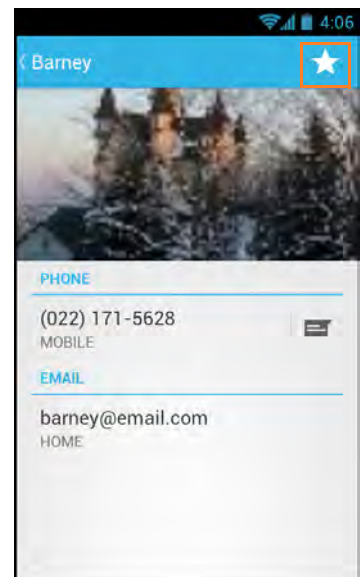 4:06
Barney
PHONE
(022) 171-5628
MOBILE
EMAIL
barney@email.com
HOME